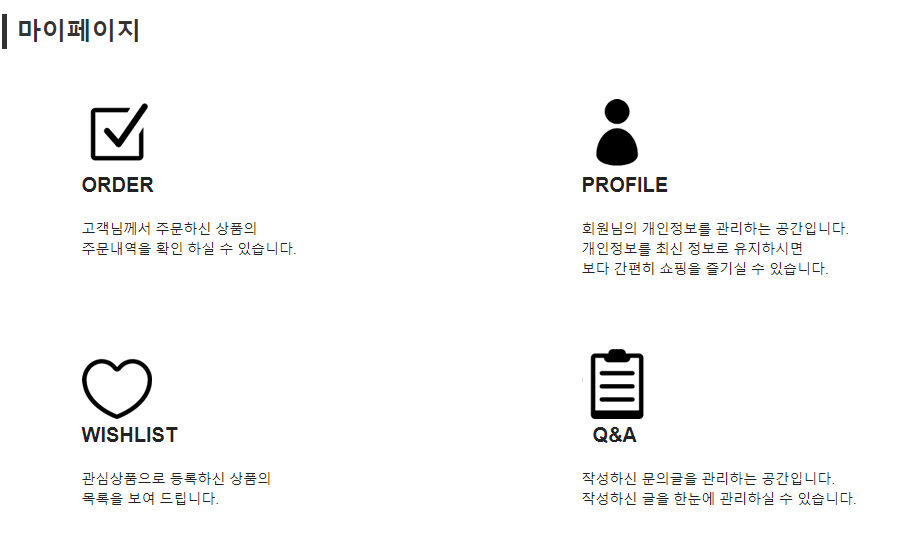 마이페이지
ORDER
고객님께서 주문하신 상품의
주문내역을 확인 하실 수 있습니다.
PROFILE
회원님의 개인정보를 관리하는 공간입니다.
개인정보를 최신 정보로 유지하시면
보다 간편히 쇼핑을 즐기실 수 있습니다.
WISHLIST
관심상품으로 등록하신 상품의
목록을 보여 드립니다.
Q&A
작성하신 문의글을 관리하는 공간입니다.
작성하신 글을 한눈에 관리하실 수 있습니다.